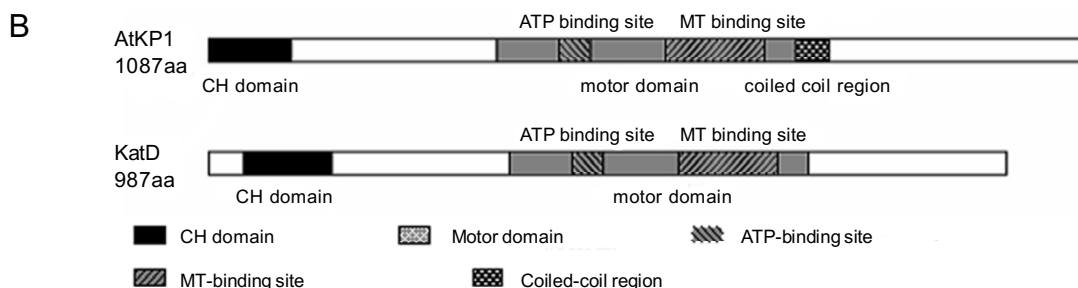 B
ATP binding site MT binding site
AtKP1
1087aa
CH domain motor domain coiled coil region
ATP binding site MT binding site
KatD
987aa
CH domain motor domain
CH domain Motor domain ATP-binding site
MT-binding site Coiled-coil region